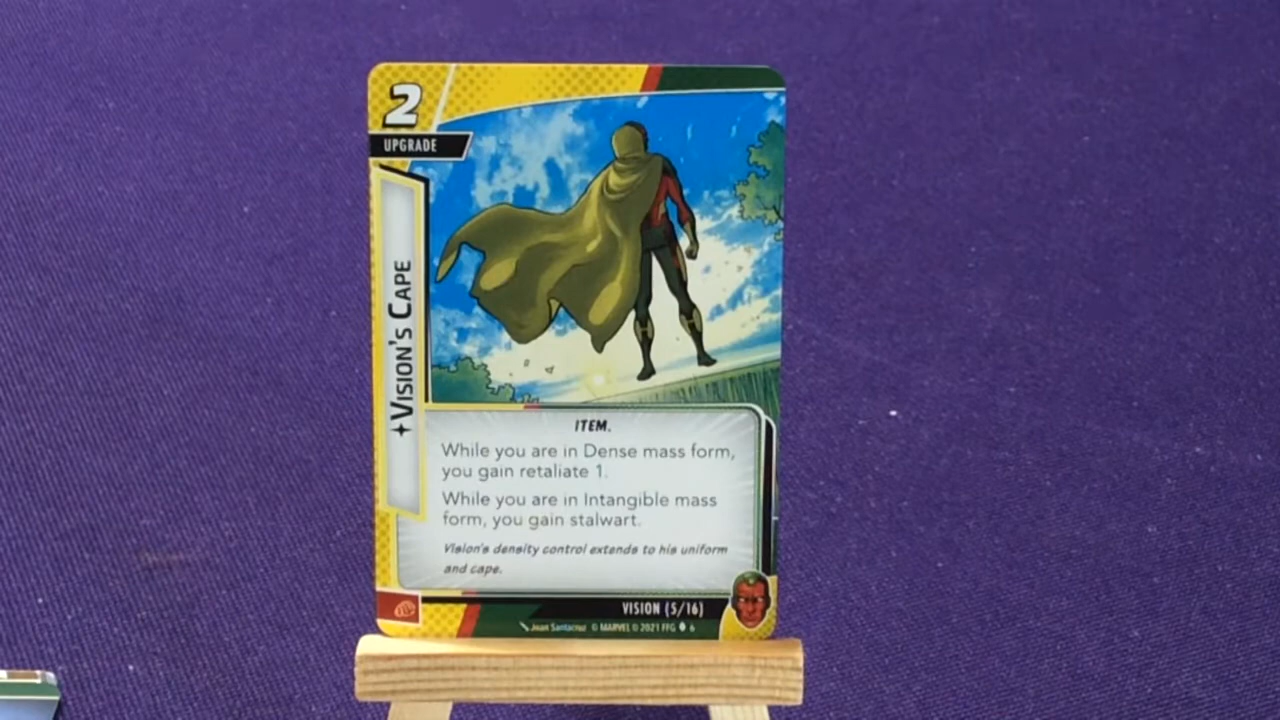 2
UPGRADE
VISION'S CAPE
ITEM.
While you are in Dense mass form,
you gain retaliate 1.
While you are in Intangible mass
form, you gain stalwart.
Vision's density control extends to his uniform
and cape.
VISION (5/16)
Joan Santacruz © MARVEL © 2021 FFG 6